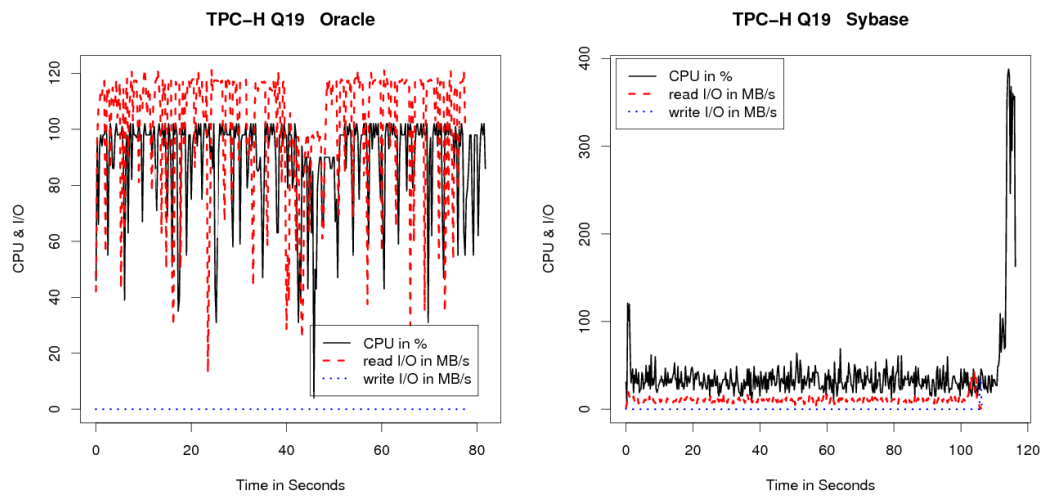 TPC−H Q19 Oracle
CPU & I/O
0
20
40
60
80
100
120
CPU in %
read I/O in MB/s
write I/O in MB/s
0
20
40
60
80
Time in Seconds
TPC−H Q19 Sybase
CPU & I/O
0
100
200
300
400
CPU in %
read I/O in MB/s
write I/O in MB/s
0
20
40
60
80
100
120
Time in Seconds